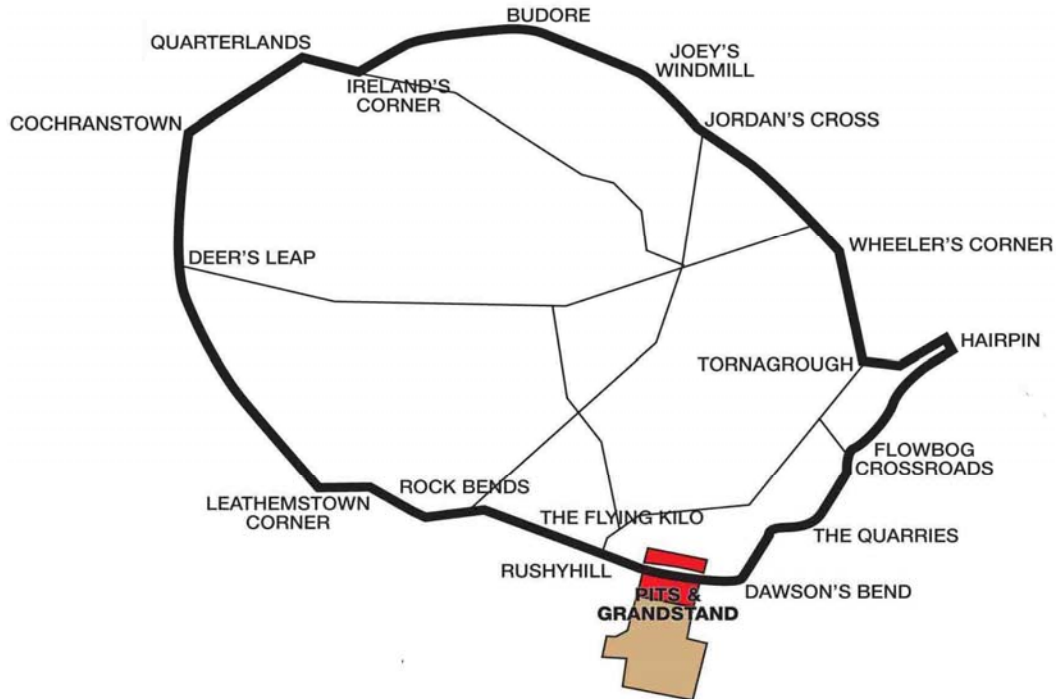 BUDORE
QUARTERLANDS
JOEY'S
WINDMILL
IRELAND'S
CORNER
COCHRANSTOWN
JORDAN'S CROSS
WHEELER'S CORNER
DEER'S LEAP
HAIRPIN
TORNAGROUGH
FLOWBOG
CROSSROADS
ROCK BENDS
LEATHEMSTOWN
CORNER
THE FLYING KILO
THE QUARRIES
RUSHYHILL
DAWSON'S BEND
PITS &
GRANDSTAND